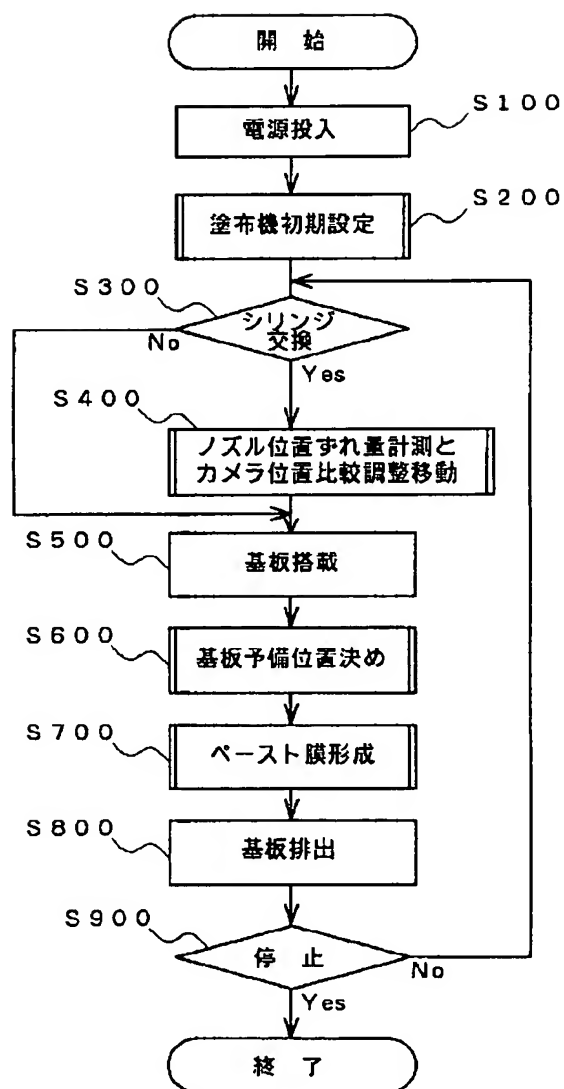 開 始
S100
電源投入
S200
塗布機初期設定
S300
シリンジ
交換
No
Yes
S400
ノズル位置ずれ量計測と
カメラ位置比較調整移動
S500
基板搭載
S600
基板予備位置決め
S700
ペースト膜形成
S800
基板排出
S900
停 止
No
Yes
終 了